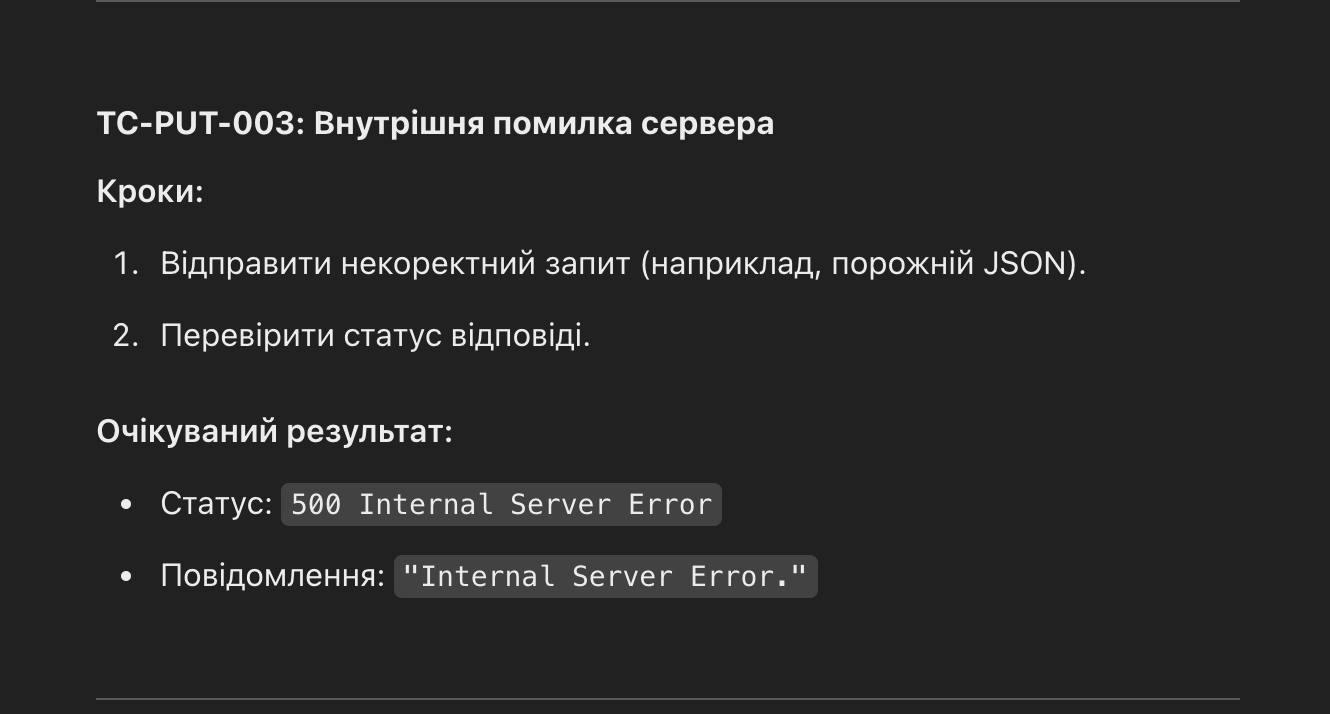 TC-PUT-003: Внутрішня помилка сервера
Кроки:
1. Відправити некоректний запит (наприклад, порожній JSON).
2. Перевірити статус відповіді.
Очікуваний результат:
• Статус: 500 Internal Server Error
• Повідомлення: "Internal Server Error."